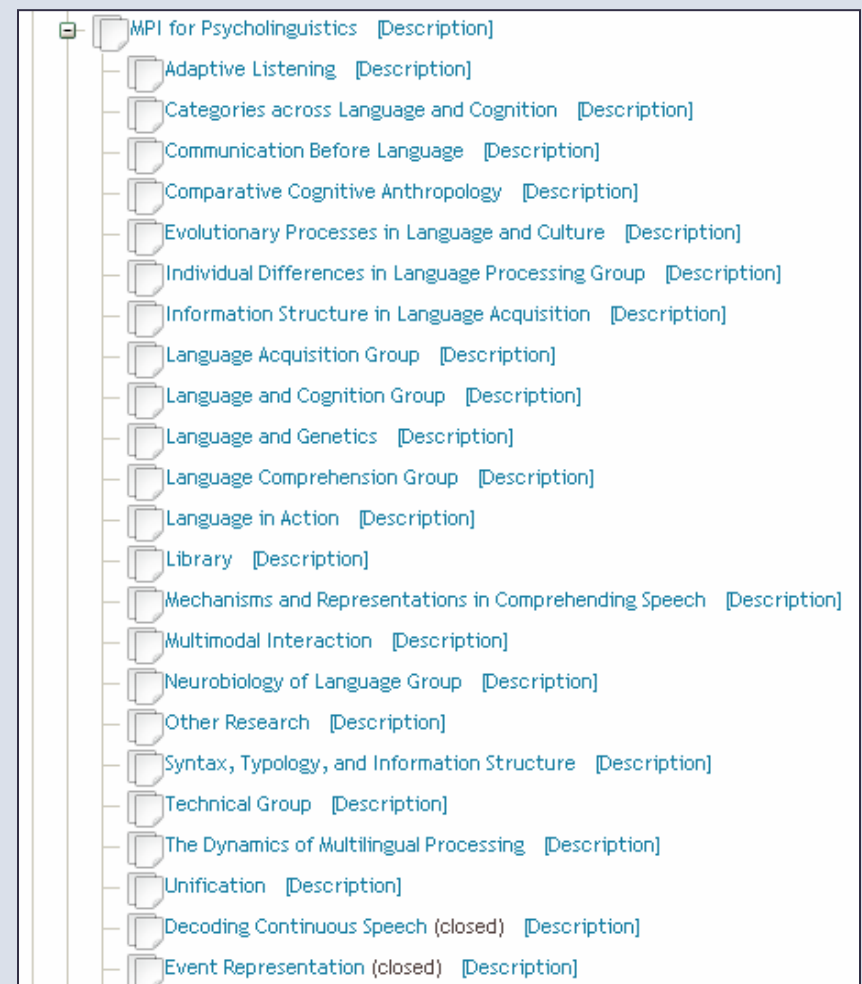 MPI for Psycholinguistics [Description]
Adaptive Listening [Description]
Categories across Language and Cognition [Description]
Communication Before Language [Description]
Comparative Cognitive Anthropology [Description]
Evolutionary Processes in Language and Culture [Description]
Individual Differences in Language Processing Group [Description]
Information Structure in Language Acquisition [Description]
Language Acquisition Group [Description]
Language and Cognition Group [Description]
Language and Genetics [Description]
Language Comprehension Group [Description]
Language in Action [Description]
Library [Description]
Mechanisms and Representations in Comprehending Speech [Description]
Multimodal Interaction [Description]
Neurobiology of Language Group [Description]
Other Research [Description]
Syntax, Typology, and Information Structure [Description]
Technical Group [Description]
The Dynamics of Multilingual Processing [Description]
Unification [Description]
Decoding Continuous Speech (closed) [Description]
Event Representation (closed) [Description]